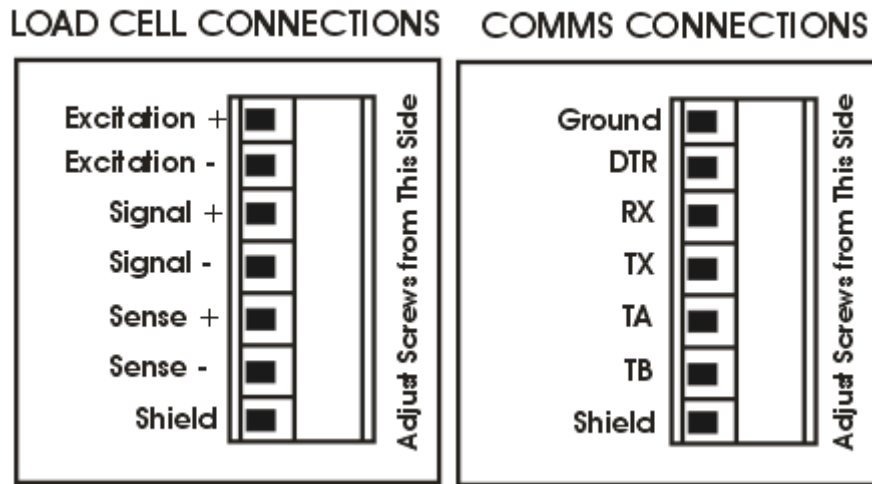 LOAD CELL CONNECTIONS
Excitation +
Excitation -
Signal +
Signal -
Sense +
Sense -
Shield
Adjust Screws from This Side
COMMS CONNECTIONS
Ground
DTR
RX
TX
TA
TB
Shield
Adjust Screws from This Side